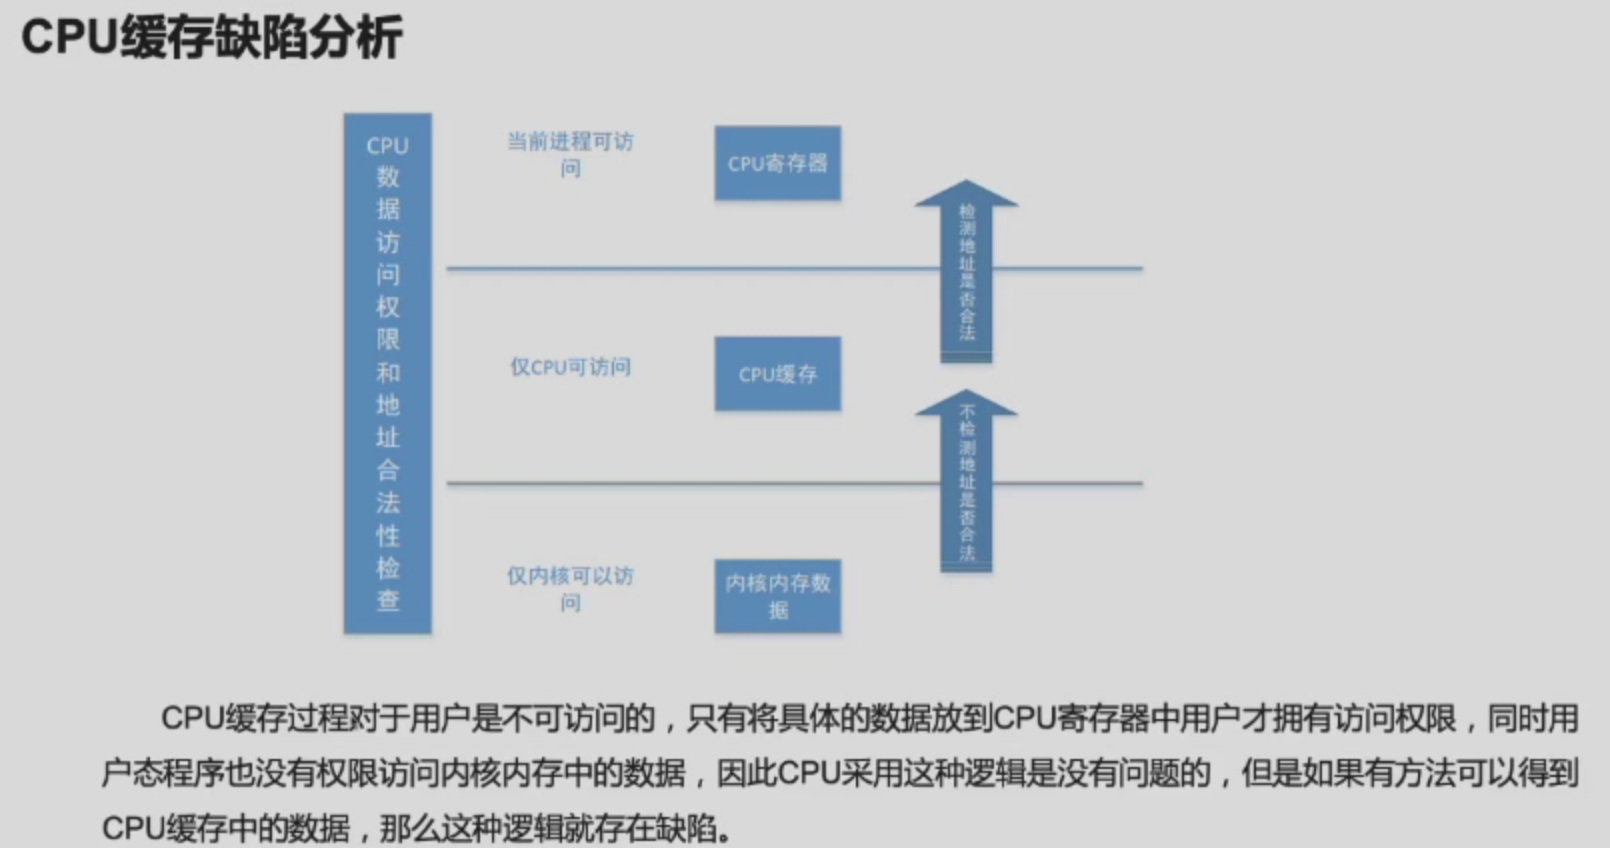 CPU缓存缺陷分析
CPU
数
据
访
问
权
限
和
地
址
合
法
性
检
查
当前进程可访
问
CPU寄存器
检测地址是否合法
仅CPU可访问
CPU缓存
不检测地址是否合法
仅内核可以访
问
内核内存数
据
CPU缓存过程对于用户是不可访问的，只有将具体的数据放到CPU寄存器中用户才拥有访问权限，同时用
户态程序也没有权限访问内核内存中的数据，因此CPU采用这种逻辑是没有问题的，但是如果有方法可以得到
CPU缓存中的数据，那么这种逻辑就存在缺陷。